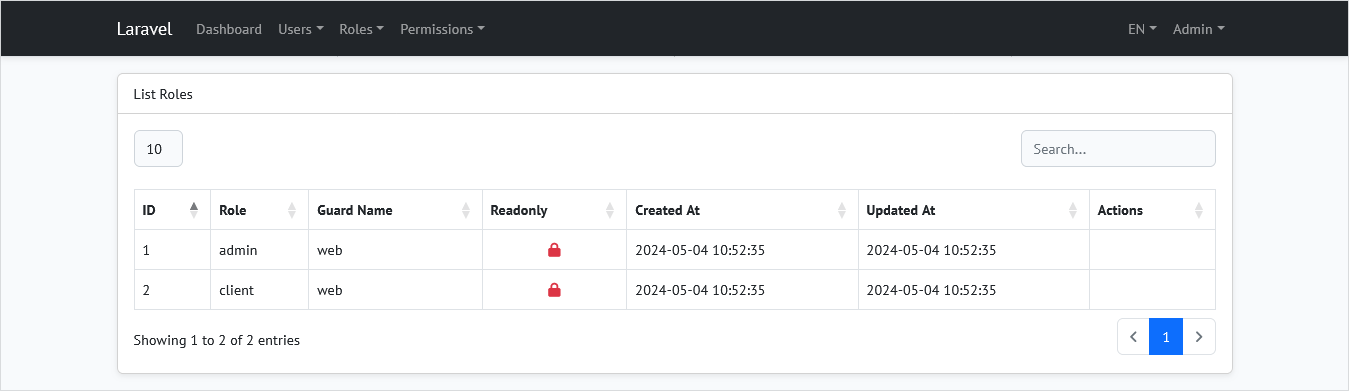 Laravel Dashboard Users Roles Permissions EN Admin
List Roles
10 Search...
ID Role Guard Name Readonly Created At Updated At Actions
1 admin web 2024-05-04 10:52:35 2024-05-04 10:52:35
2 client web 2024-05-04 10:52:35 2024-05-04 10:52:35
Showing 1 to 2 of 2 entries 1